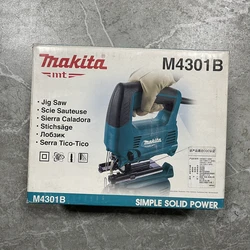 Makita
mt
M4301B
• Jig Saw
• Scie Sauteuse
• Sierra Caladora
• Stichsäge
• Лобзик
• Serra Tico-Tico
M4301B
SIMPLE SOLID POWER